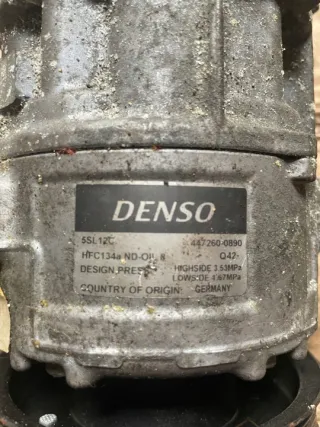 DENSO
5SL12C 447260-0890
HFC134a ND-OIL 8 Q42-
DESIGN PRESS HIGHSIDE 3.53MPa
LOWSIDE 1.67MPa
COUNTRY OF ORIGIN: GERMANY